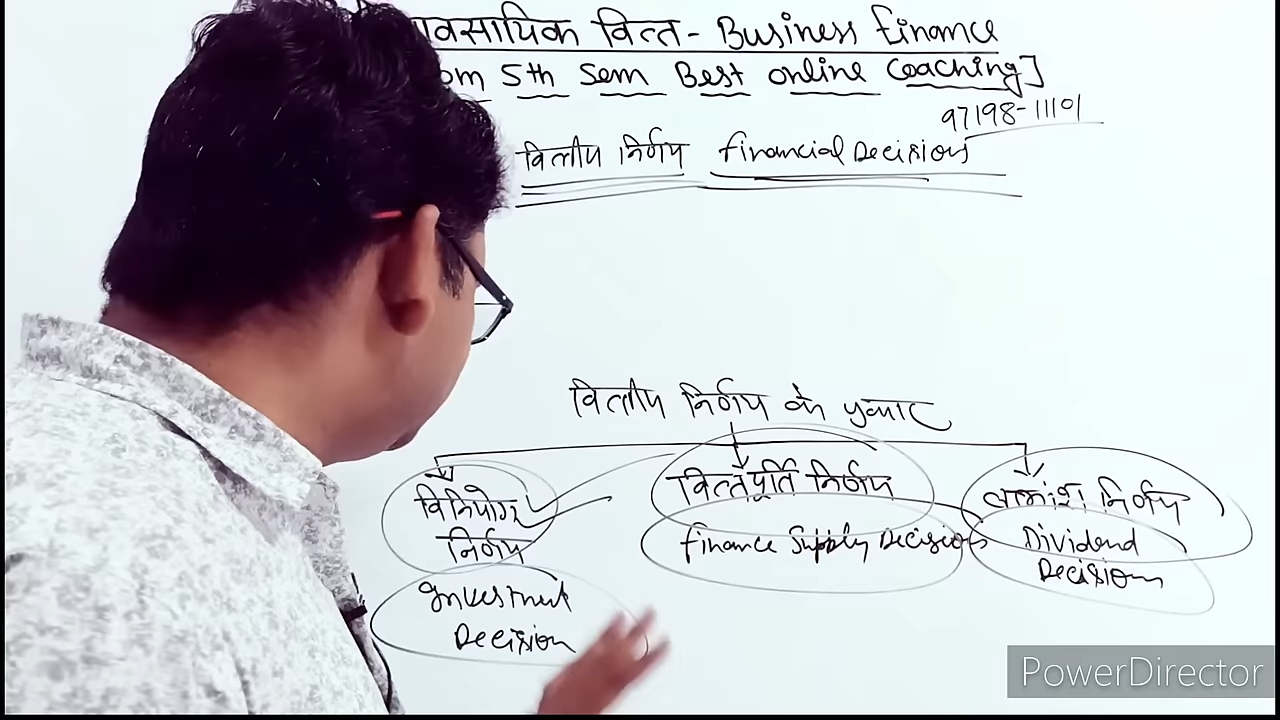 वित्त - Business finance
5th Sem Best online Coaching]
97198-11101
वित्तीय निर्णय financial Decision
वित्तीय निर्णय के प्रकार
विनियोग निर्णय
Investment Decision
वित्तपूर्ति निर्णय
finance Supply Decision
लाभांश निर्णय
Dividend Decision
PowerDirector